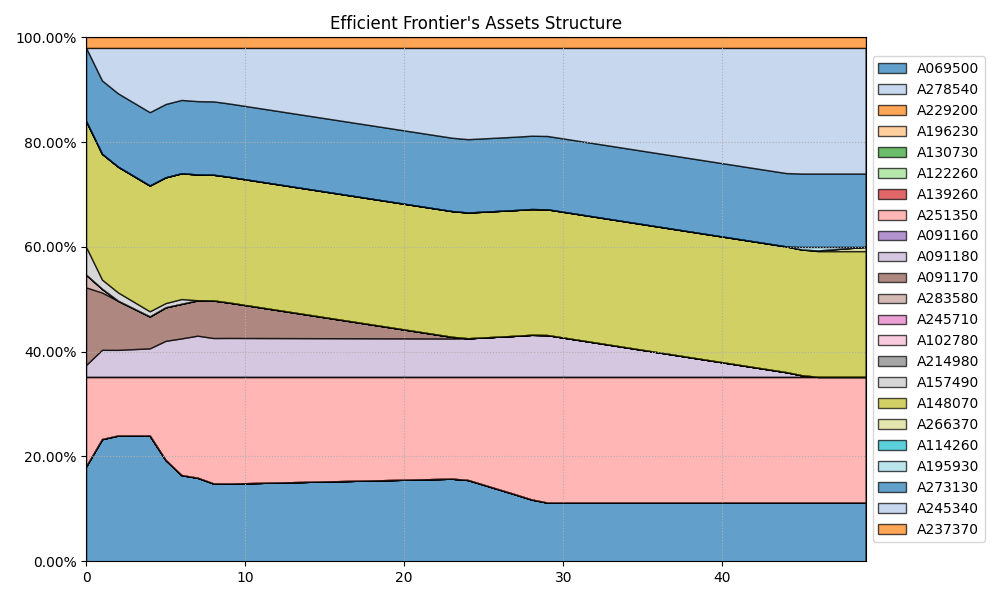 Efficient Frontier's Assets Structure
100.00%
80.00%
60.00%
40.00%
20.00%
0.00%
0
10
20
30
40
A069500
A278540
A229200
A196230
A130730
A122260
A139260
A251350
A091160
A091180
A091170
A283580
A245710
A102780
A214980
A157490
A148070
A266370
A114260
A195930
A273130
A245340
A237370